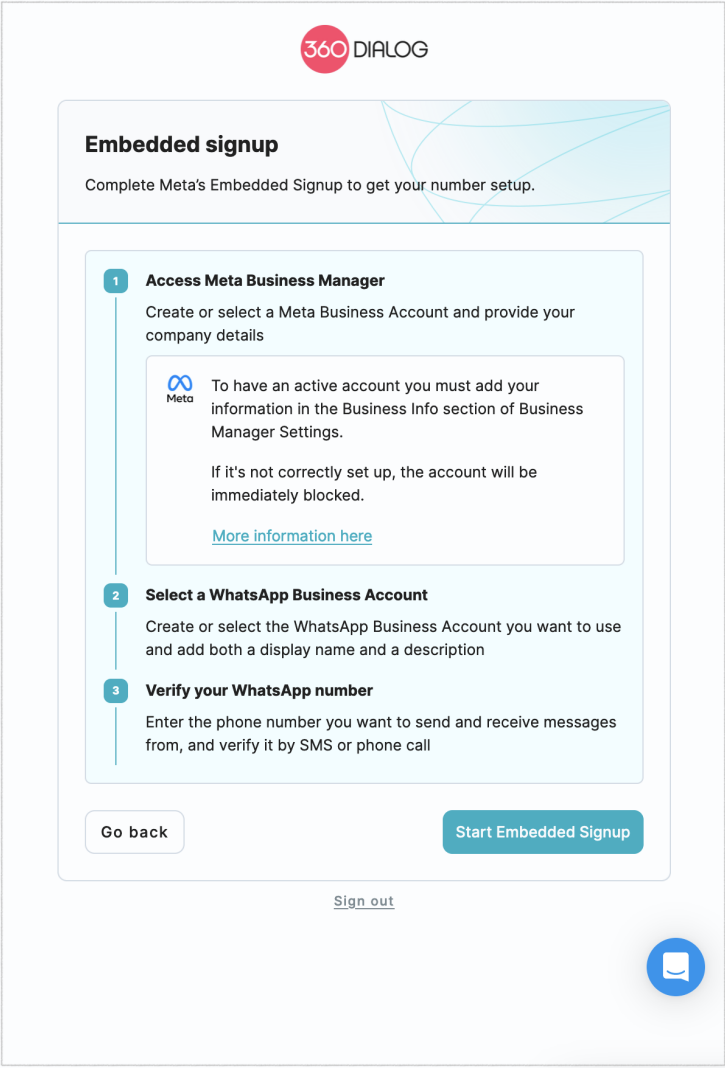 360 DIALOG
Embedded signup
Complete Meta’s Embedded Signup to get your number setup.
1
Access Meta Business Manager
Create or select a Meta Business Account and provide your
company details
Meta
To have an active account you must add your
information in the Business Info section of Business
Manager Settings.
If it's not correctly set up, the account will be
immediately blocked.
More information here
2
Select a WhatsApp Business Account
Create or select the WhatsApp Business Account you want to use
and add both a display name and a description
3
Verify your WhatsApp number
Enter the phone number you want to send and receive messages
from, and verify it by SMS or phone call
Go back
Start Embedded Signup
Sign out